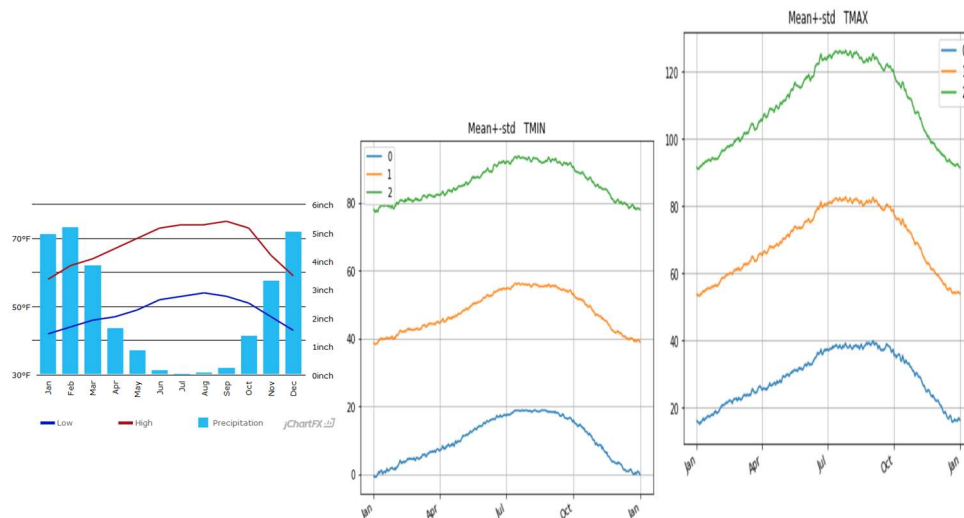 6inch
70°F
5inch
4inch
3inch
50°F
2inch
1inch
30°F
0inch
Jan
Feb
Mar
Apr
May
Jun
Jul
Aug
Sep
Oct
Nov
Dec
Low
High
Precipitation
jChartFX
Mean+-std TMIN
0
1
2
80
60
40
20
0
Jan
Apr
Jul
Oct
Jan
Mean+-std TMAX
120
100
80
60
40
20
Jan
Apr
Jul
Oct
Jan